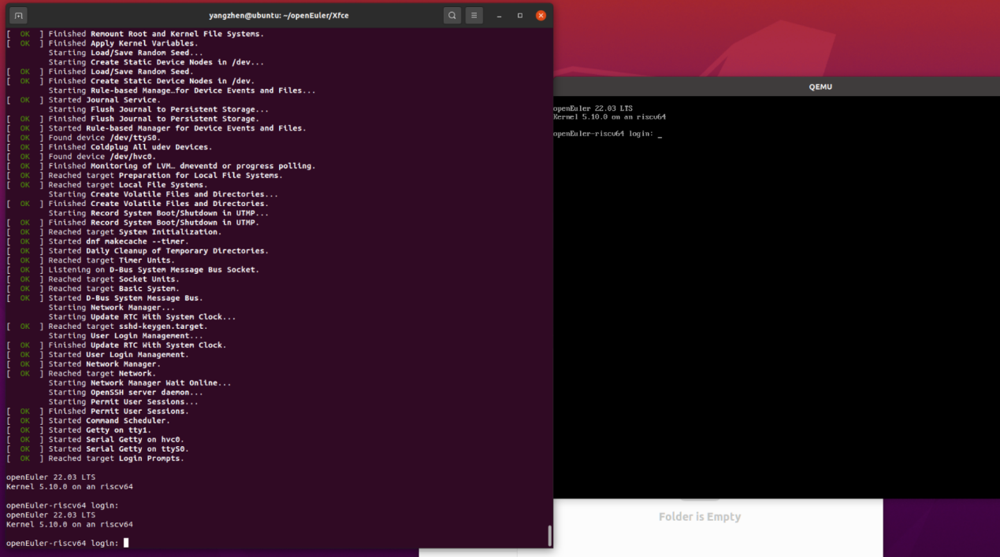 yangzhen@ubuntu: ~/openEuler/Xfce
[ OK ] Finished Remount Root and Kernel File Systems.
[ OK ] Finished Apply Kernel Variables.
Starting Load/Save Random Seed...
Starting Create Static Device Nodes in /dev...
[ OK ] Finished Load/Save Random Seed.
[ OK ] Finished Create Static Device Nodes in /dev.
Starting Rule-based Manage…for Device Events and Files...
[ OK ] Started Journal Service.
Starting Flush Journal to Persistent Storage...
[ OK ] Finished Flush Journal to Persistent Storage.
[ OK ] Started Rule-based Manager for Device Events and Files.
[ OK ] Found device /dev/ttyS0.
[ OK ] Finished Coldplug All udev Devices.
[ OK ] Found device /dev/hvc0.
[ OK ] Finished Monitoring of LVM… dmeventd or progress polling.
[ OK ] Reached target Preparation for Local File Systems.
[ OK ] Reached target Local File Systems.
Starting Create Volatile Files and Directories...
[ OK ] Finished Create Volatile Files and Directories.
Starting Record System Boot/Shutdown in UTMP...
[ OK ] Finished Record System Boot/Shutdown in UTMP.
[ OK ] Reached target System Initialization.
[ OK ] Started dnf makecache --timer.
[ OK ] Started Daily Cleanup of Temporary Directories.
[ OK ] Reached target Timer Units.
[ OK ] Listening on D-Bus System Message Bus Socket.
[ OK ] Reached target Socket Units.
[ OK ] Reached target Basic System.
[ OK ] Started D-Bus System Message Bus.
Starting Network Manager...
Starting Update RTC With System Clock...
[ OK ] Reached target sshd-keygen.target.
Starting User Login Management...
[ OK ] Finished Update RTC With System Clock.
[ OK ] Started User Login Management.
[ OK ] Started Network Manager.
[ OK ] Reached target Network.
Starting Network Manager Wait Online...
Starting OpenSSH server daemon...
Starting Permit User Sessions...
[ OK ] Finished Permit User Sessions.
[ OK ] Started Command Scheduler.
[ OK ] Started Getty on tty1.
[ OK ] Started Serial Getty on hvc0.
[ OK ] Started Serial Getty on ttyS0.
[ OK ] Reached target Login Prompts.
openEuler 22.03 LTS
Kernel 5.10.0 on an riscv64
openEuler-riscv64 login:
openEuler 22.03 LTS
Kernel 5.10.0 on an riscv64
openEuler-riscv64 login:
QEMU
openEuler 22.03 LTS
Kernel 5.10.0 on an riscv64
openEuler-riscv64 login: _
Folder is Empty